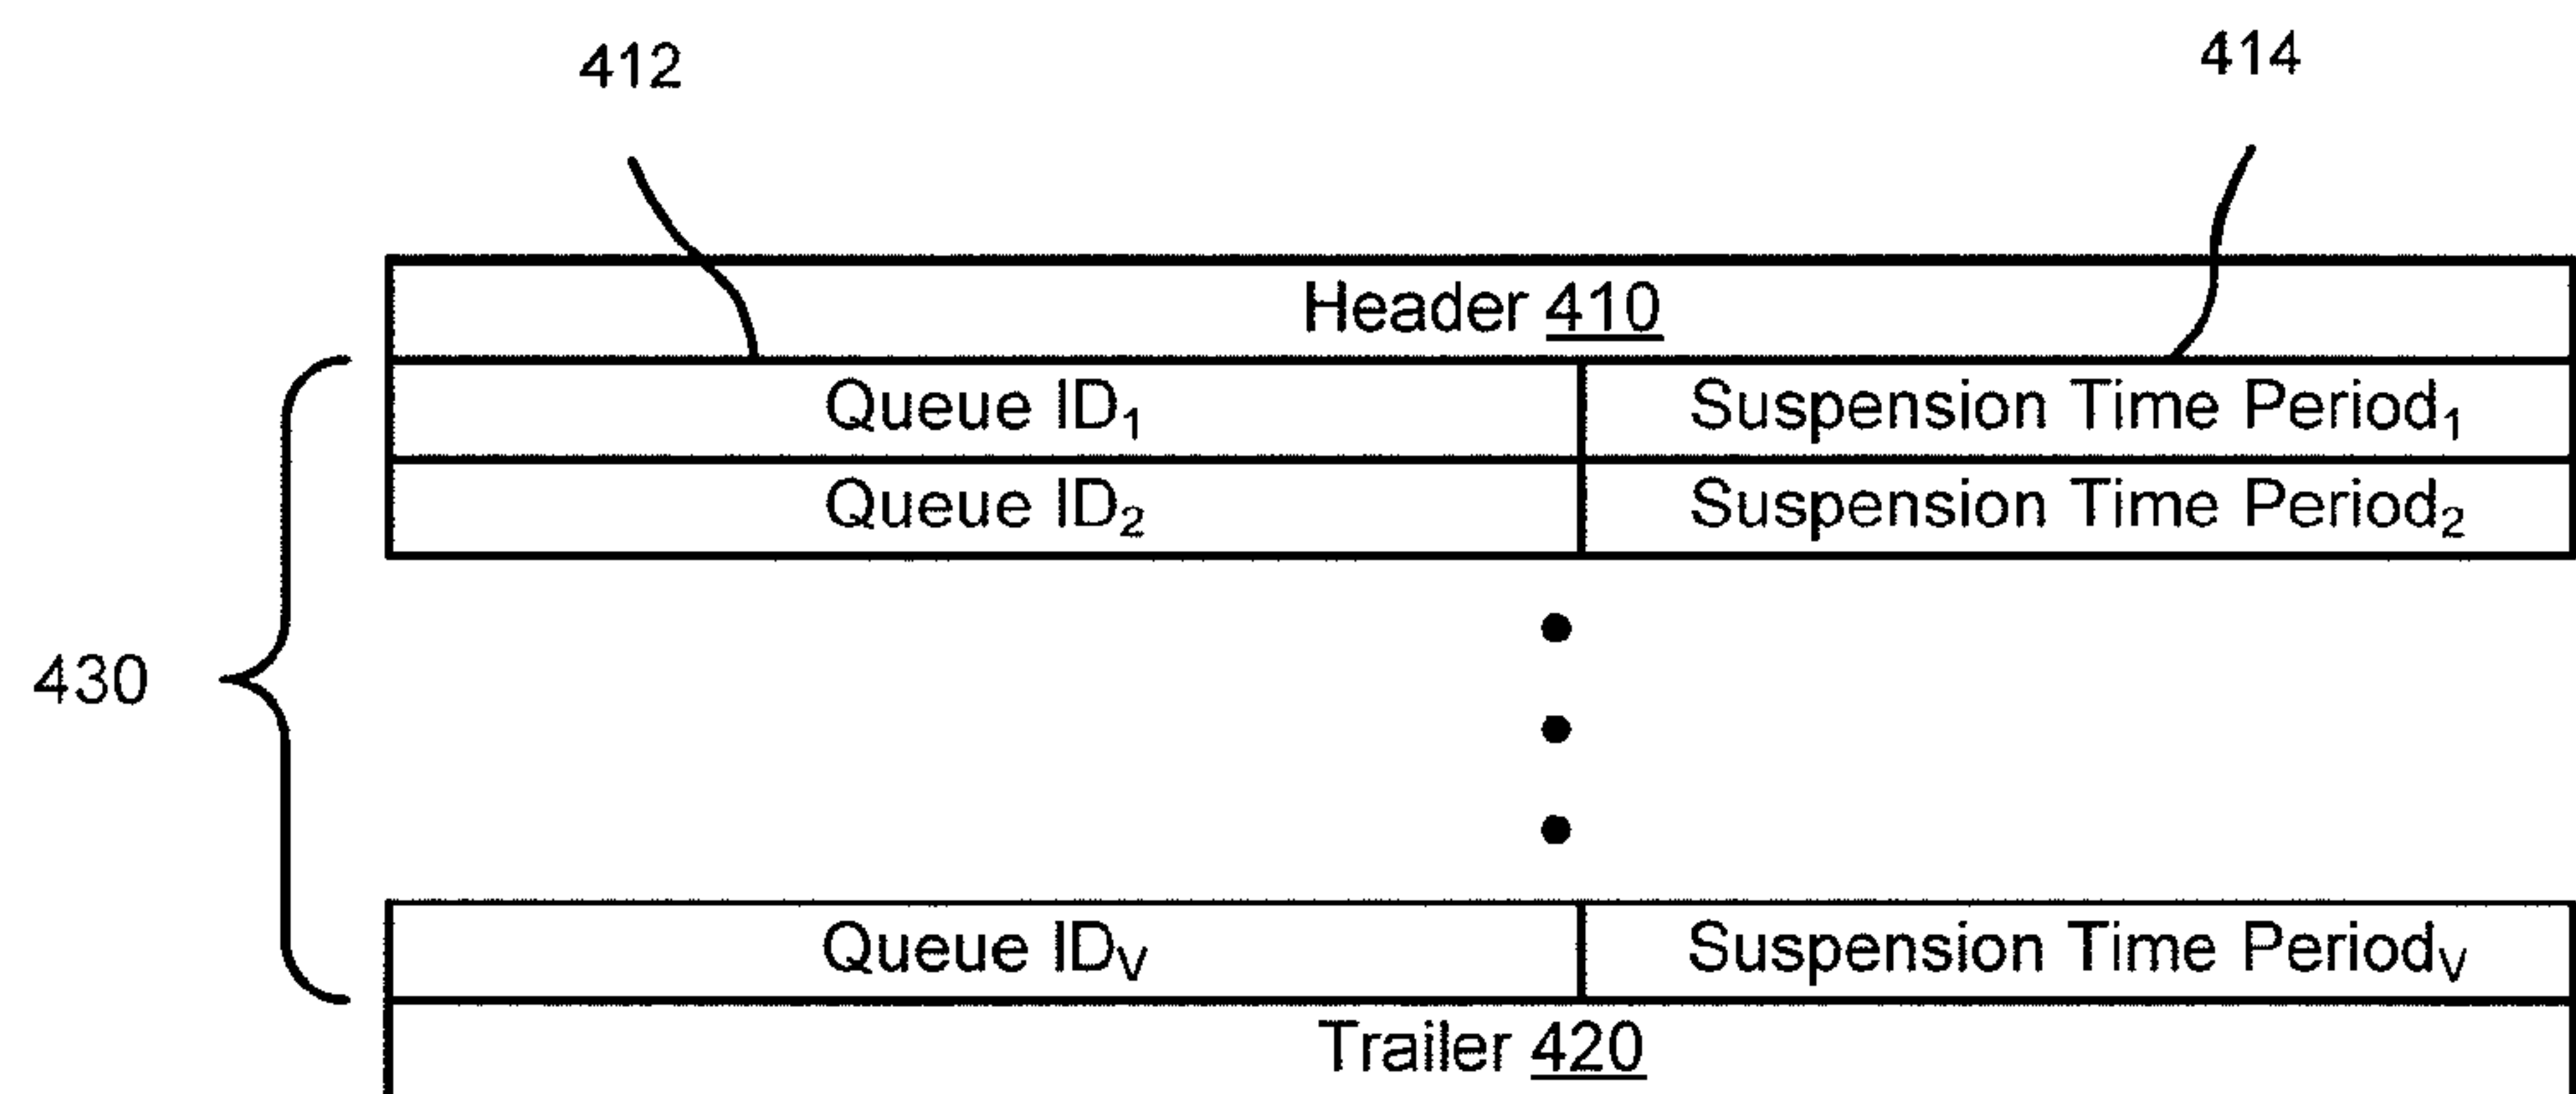 412 414
Header 410
Queue ID₁ Suspension Time Period₁
Queue ID₂ Suspension Time Period₂
430
Queue IDV Suspension Time PeriodV
Trailer 420